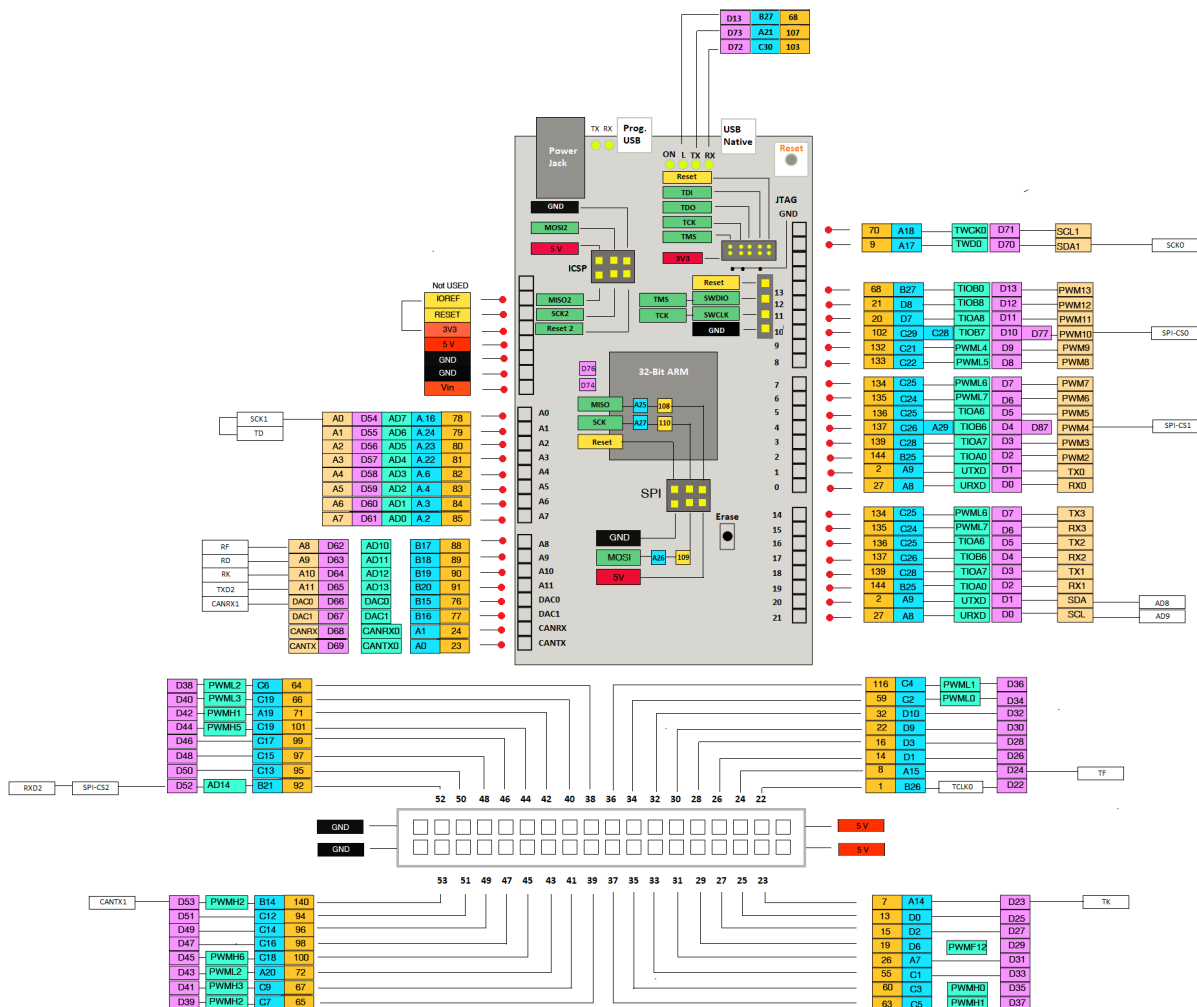 D13 B27 68
D73 A21 107
D72 C30 103
TX RX
Prog. USB
USB Native
Power Jack
ON L TX RX
Reset
Reset
TDI
TDO
TCK
TMS
3V3
JTAG
GND
GND
MOSI2
5 V
ICSP
MISO2
SCK2
Reset 2
Reset
TMS SWDIO
TCK SWCLK
GND
13
12
11
10
9
8
7
6
5
4
3
2
1
0
14
15
16
17
18
19
20
21
Not USED
IOREF
RESET
3V3
5 V
GND
GND
Vin
D76
D74
32-Bit ARM
MISO A25 108
SCK A27 110
Reset
SPI
Erase
GND
MOSI A26 109
5V
A0
A1
A2
A3
A4
A5
A6
A7
A8
A9
A10
A11
DAC0
DAC1
CANRX
CANTX
SCK1
TD
A0 D54 AD7 A.16 78
A1 D55 AD6 A.24 79
A2 D56 AD5 A.23 80
A3 D57 AD4 A.22 81
A4 D58 AD3 A.6 82
A5 D59 AD2 A.4 83
A6 D60 AD1 A.3 84
A7 D61 AD0 A.2 85
RF A8 D62 AD10 B17 88
RD A9 D63 AD11 B18 89
RK A10 D64 AD12 B19 90
TXD2 A11 D65 AD13 B20 91
CANRX1 DAC0 D66 DAC0 B15 76
DAC1 D67 DAC1 B16 77
CANRX D68 CANRX0 A1 24
CANTX D69 CANTX0 A0 23
70 A18 TWCK0 D71 SCL1
9 A17 TWD0 D70 SDA1 SCK0
68 B27 TIOB0 D13 PWM13
21 D8 TIOB8 D12 PWM12
20 D7 TIOA8 D11 PWM11
102 C29 C28 TIOB7 D10 D77 PWM10 SPI-CS0
132 C21 PWML4 D9 PWM9
133 C22 PWML5 D8 PWM8
134 C25 PWML6 D7 PWM7
135 C24 PWML7 D6 PWM6
136 C25 TIOA6 D5 PWM5
137 C26 A29 TIOB6 D4 D87 PWM4 SPI-CS1
139 C28 TIOA7 D3 PWM3
144 B25 TIOA0 D2 PWM2
2 A9 UTXD D1 TX0
27 A8 URXD D0 RX0
134 C25 PWML6 D7 TX3
135 C24 PWML7 D6 RX3
136 C25 TIOA6 D5 TX2
137 C26 TIOB6 D4 RX2
139 C28 TIOA7 D3 TX1
144 B25 TIOA0 D2 RX1
2 A9 UTXD D1 SDA AD8
27 A8 URXD D0 SCL AD9
D38 PWML2 C6 64
D40 PWML3 C19 66
D42 PWMH1 A19 71
D44 PWMH5 C19 101
D46 C17 99
D48 C15 97
D50 C13 95
RXD2 SPI-CS2 D52 AD14 B21 92
116 C4 PWML1 D36
59 C2 PWML0 D34
32 D10 D32
22 D9 D30
16 D3 D28
14 D1 D26
8 A15 D24 TF
1 B26 TCLK0 D22
52 50 48 46 44 42 40 38 36 34 32 30 28 26 24 22
GND 5 V
GND 5 V
53 51 49 47 45 43 41 39 37 35 33 31 29 27 25 23
CANTX1 D53 PWMH2 B14 140
D51 C12 94
D49 C14 96
D47 C16 98
D45 PWMH6 C18 100
D43 PWML2 A20 72
D41 PWMH3 C9 67
D39 PWMH2 C7 65
7 A14 D23 TK
13 D0 D25
15 D2 D27
19 D6 PWMF12 D29
26 A7 D31
55 C1 D33
60 C3 PWMH0 D35
63 C5 PWMH1 D37